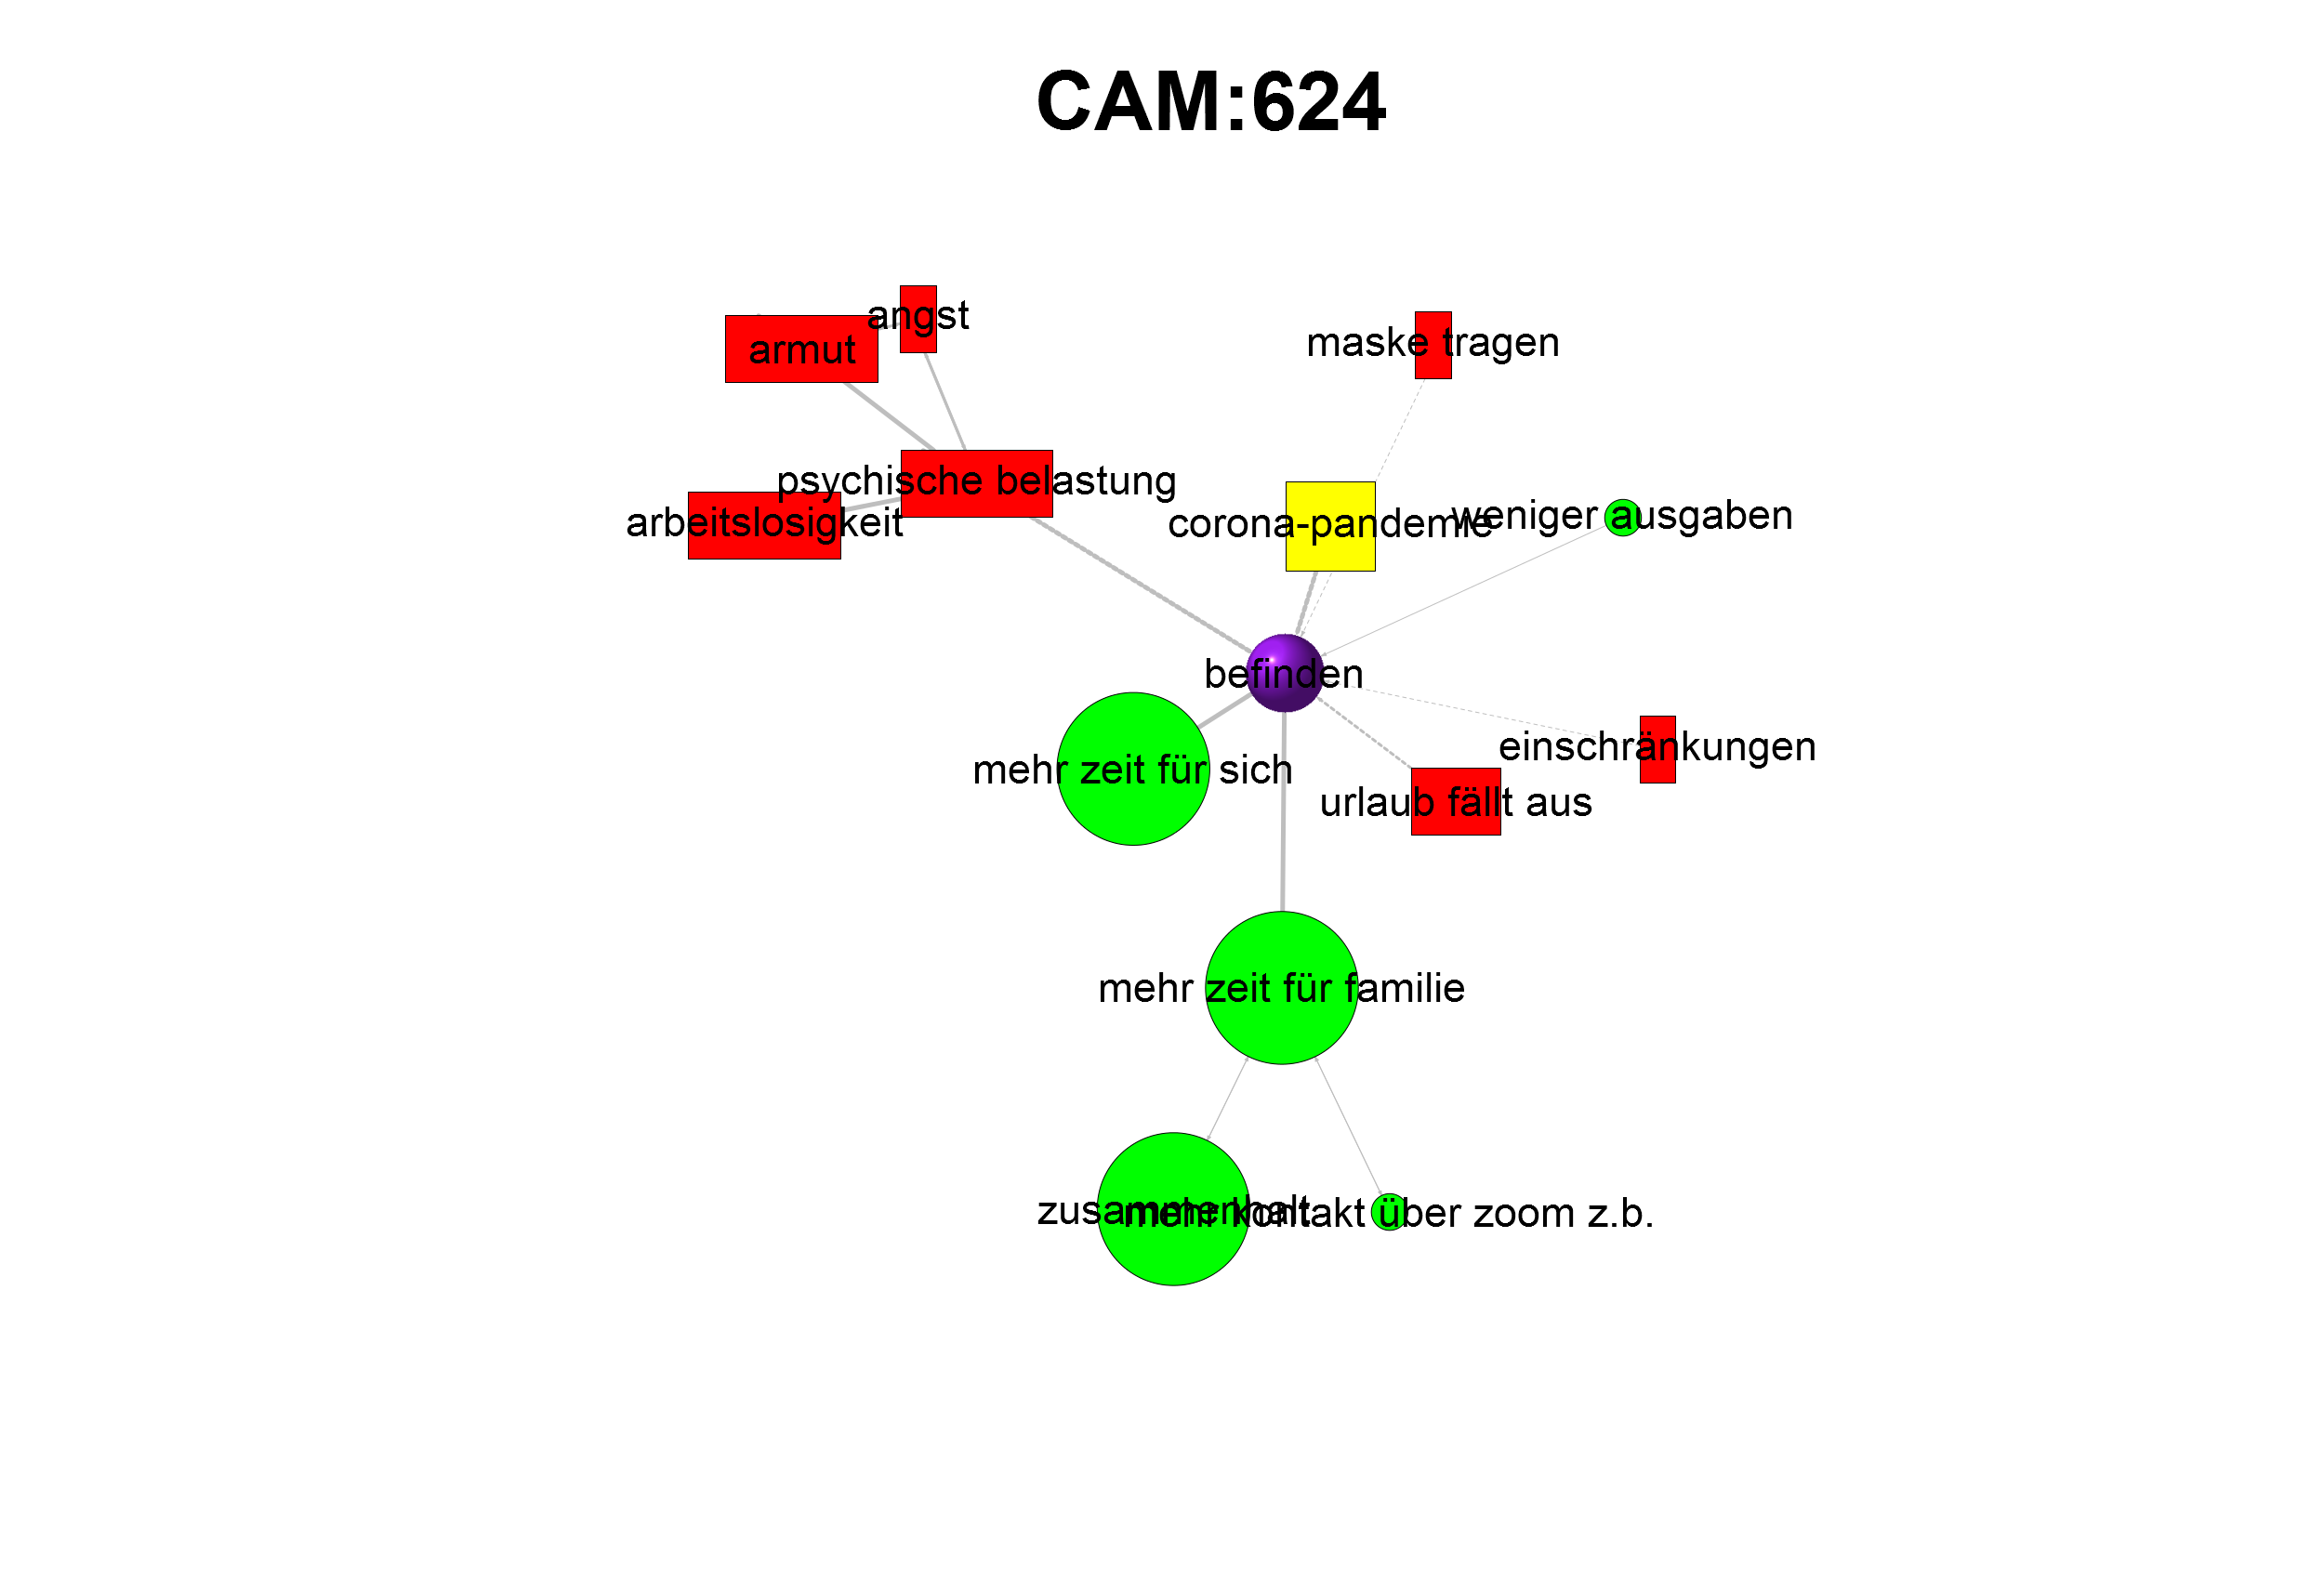 CAM:624
angst
armut
maske tragen
psychische belastung
arbeitslosigkeit
corona-pandemie
weniger ausgaben
befinden
einschränkungen
mehr zeit für sich
urlaub fällt aus
mehr zeit für familie
zusammenhalt
mehr kontakt über zoom z.b.